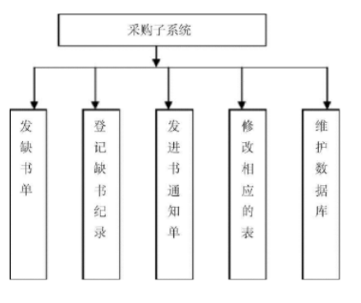 采购子系统
发缺书单
登记缺书纪录
发进书通知单
修改相应的表
维护数据库